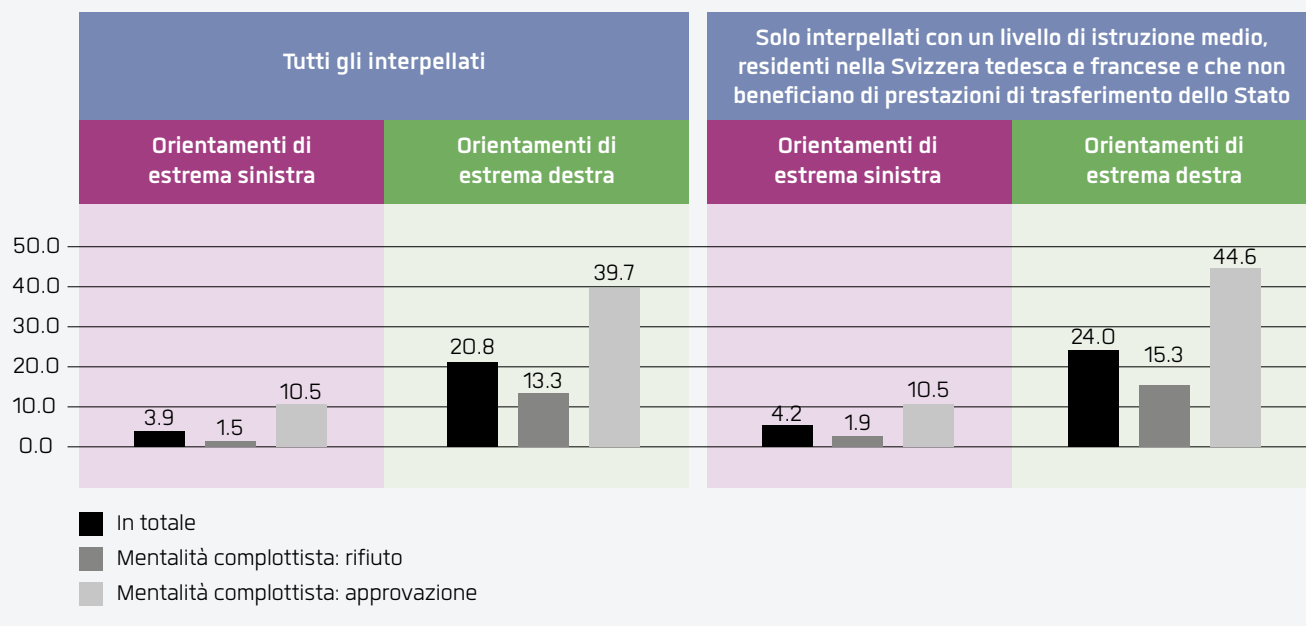 Tutti gli interpellati
Solo interpellati con un livello di istruzione medio,
residenti nella Svizzera tedesca e francese e che non
beneficiano di prestazioni di trasferimento dello Stato
Orientamenti di
estrema sinistra
Orientamenti di
estrema destra
Orientamenti di
estrema sinistra
Orientamenti di
estrema destra
50.0
40.0
30.0
20.0
10.0
0.0
3.9
1.5
10.5
20.8
13.3
39.7
4.2
1.9
10.5
24.0
15.3
44.6
In totale
Mentalità complottista: rifiuto
Mentalità complottista: approvazione